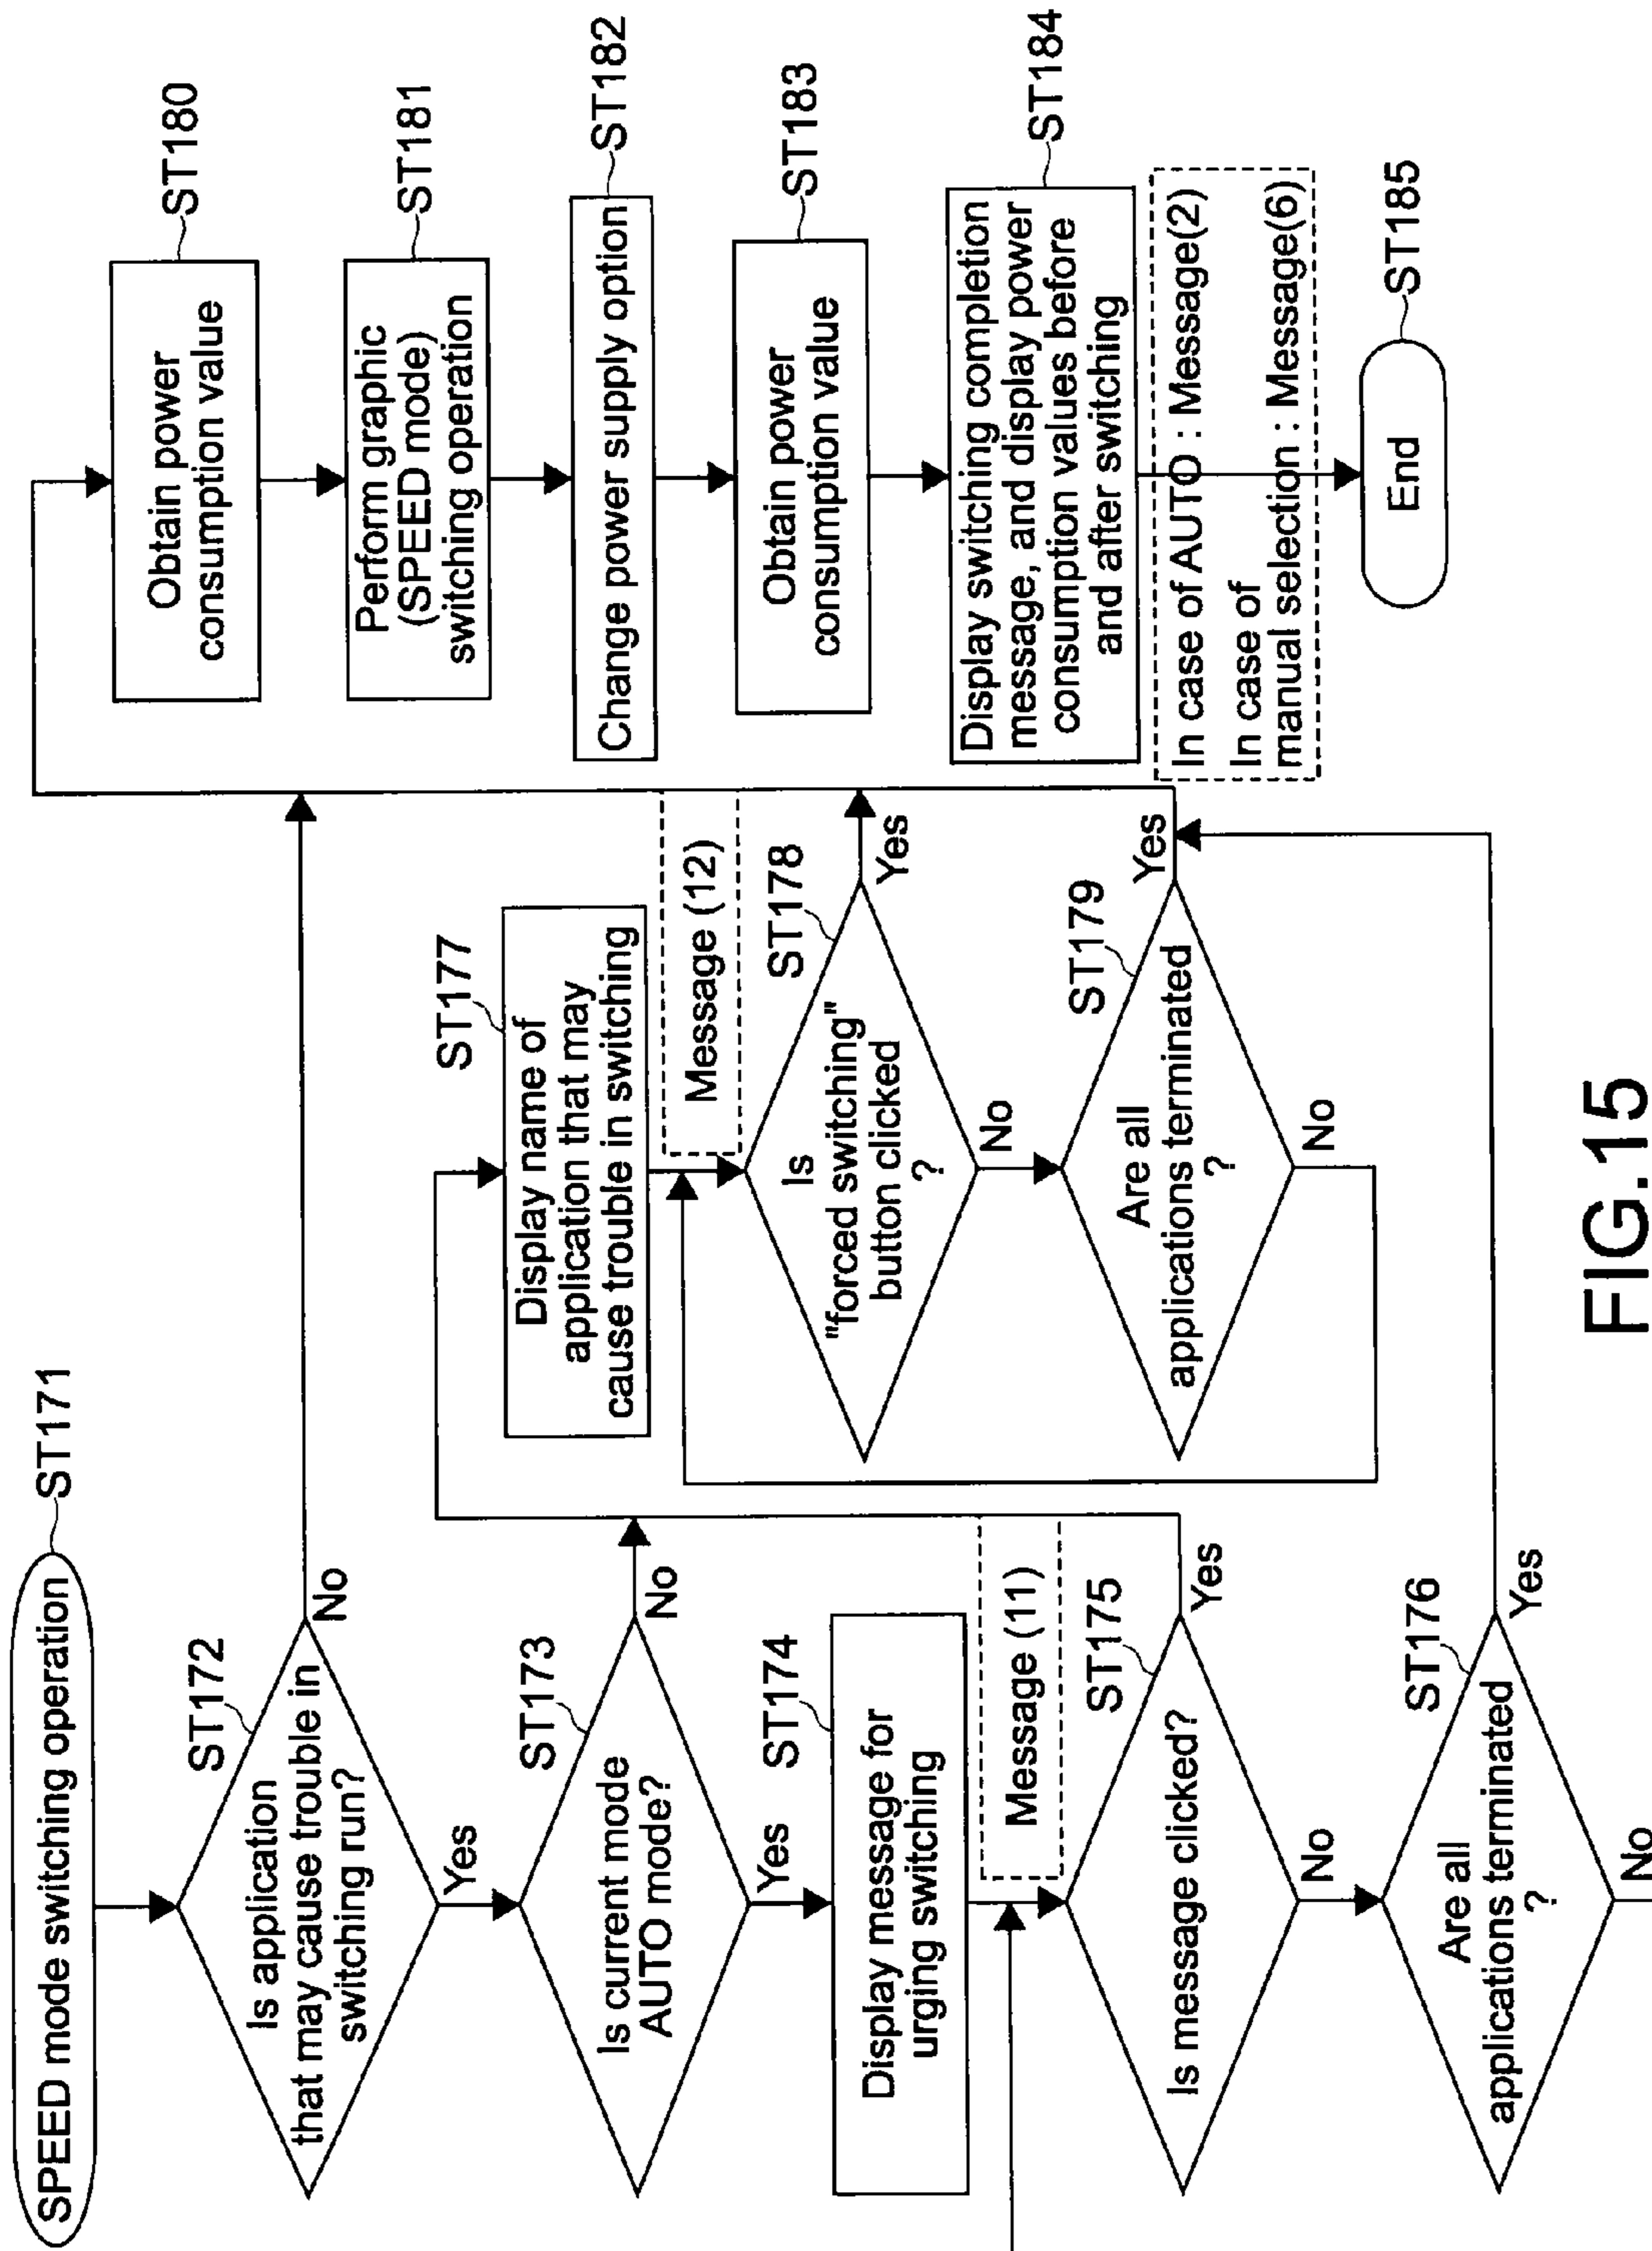 SPEED mode switching operation
ST171
ST172
Is application
that may cause trouble in
switching run?
No
Yes
ST173
Is current mode
AUTO mode?
No
Yes
ST174
Display message for
urging switching
Message (11)
ST175
Is message clicked?
Yes
No
ST176
Are all
applications terminated
?
Yes
No
ST177
Display name of
application that may
cause trouble in switching
Message (12)
ST178
Is
"forced switching"
button clicked
?
Yes
No
ST179
Are all
applications terminated
?
Yes
No
ST180
Obtain power
consumption value
ST181
Perform graphic
(SPEED mode)
switching operation
ST182
Change power supply option
ST183
Obtain power
consumption value
ST184
Display switching completion
message, and display power
consumption values before
and after switching
In case of AUTO : Message(2)
In case of
manual selection : Message(6)
ST185
End
FIG.15